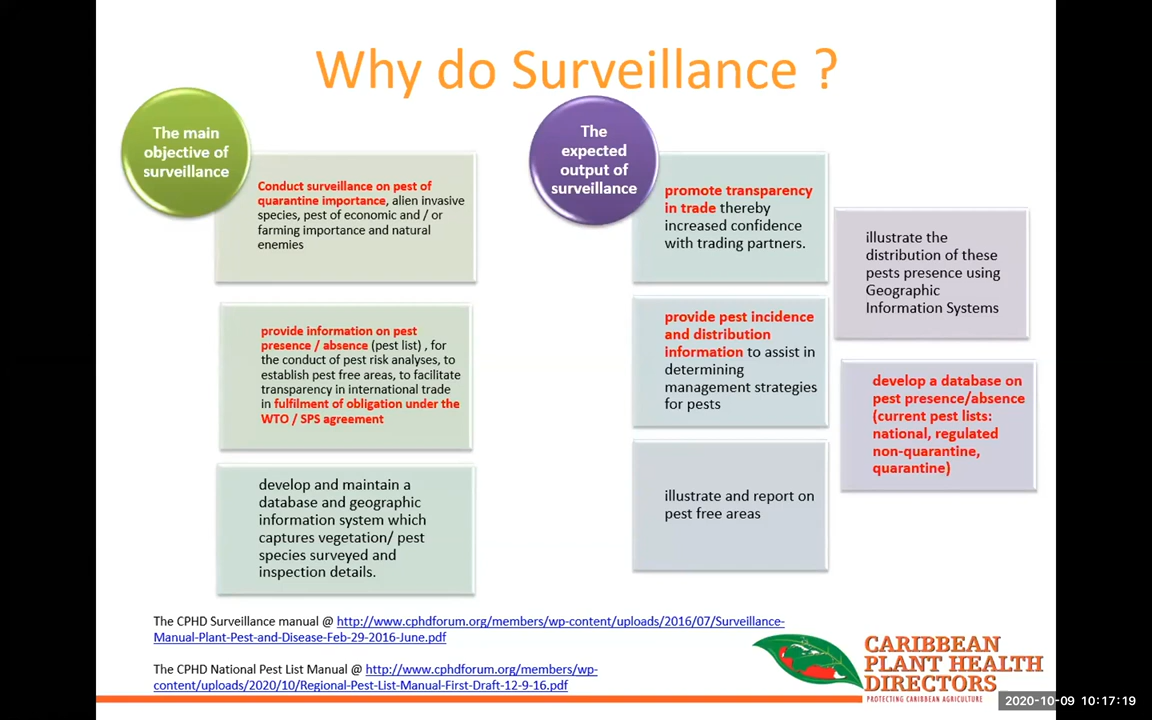 Why do Surveillance ?
The main
objective of
surveillance
Conduct surveillance on pest of
quarantine importance, alien invasive
species, pest of economic and / or
farming importance and natural
enemies
provide information on pest
presence / absence (pest list) , for
the conduct of pest risk analyses, to
establish pest free areas, to facilitate
transparency in international trade
in fulfilment of obligation under the
WTO / SPS agreement
develop and maintain a
database and geographic
information system which
captures vegetation/ pest
species surveyed and
inspection details.
The
expected
output of
surveillance
promote transparency
in trade thereby
increased confidence
with trading partners.
provide pest incidence
and distribution
information to assist in
determining
management strategies
for pests
illustrate and report on
pest free areas
illustrate the
distribution of these
pests presence using
Geographic
Information Systems
develop a database on
pest presence/absence
(current pest lists:
national, regulated
non-quarantine,
quarantine)
The CPHD Surveillance manual @ http://www.cphdforum.org/members/wp-content/uploads/2016/07/Surveillance-
Manual-Plant-Pest-and-Disease-Feb-29-2016-June.pdf
The CPHD National Pest List Manual @ http://www.cphdforum.org/members/wp-
content/uploads/2020/10/Regional-Pest-List-Manual-First-Draft-12-9-16.pdf
CARIBBEAN
PLANT HEALTH
DIRECTORS
PROTECTING CARIBBEAN AGRICULTURE
2020-10-09 10:17:19